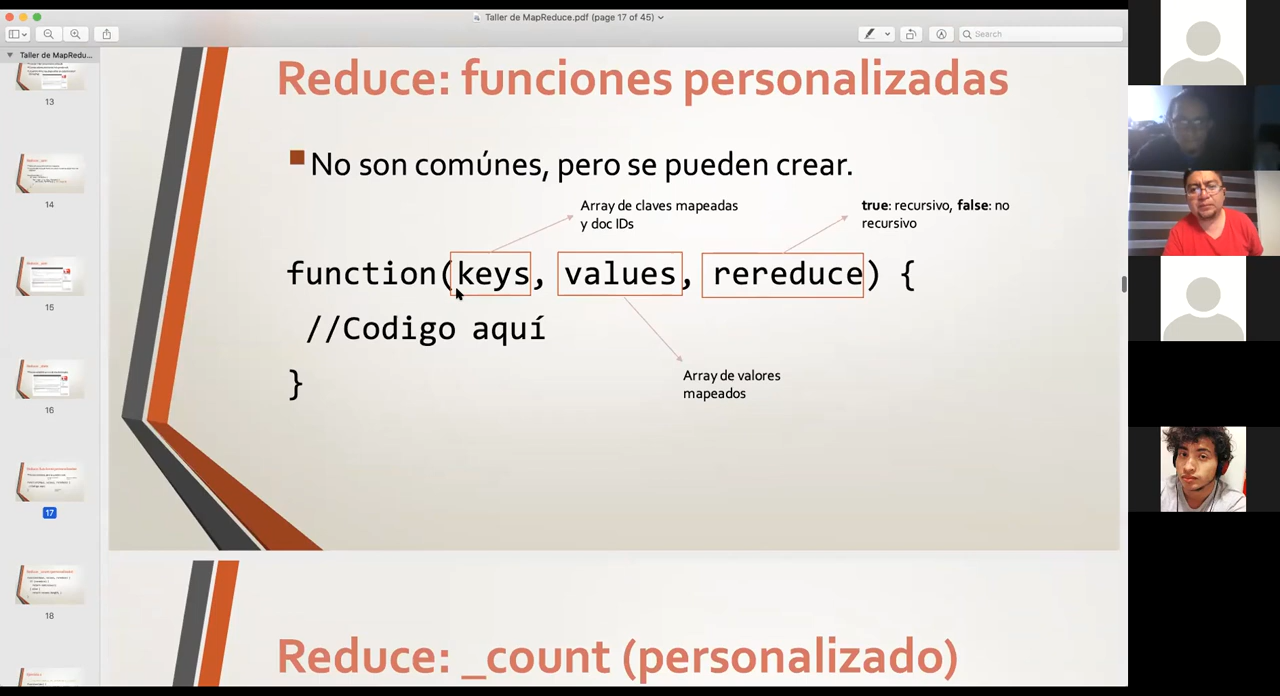 Taller de MapReduce.pdf (page 17 of 45)
Search
Taller de MapRedu...
13
14
15
16
17
18
Reduce: funciones personalizadas
No son comúnes, pero se pueden crear.
Array de claves mapeadas
y doc IDs
true: recursivo, false: no
recursivo
function(keys, values, rereduce) {
//Codigo aquí
}
Array de valores
mapeados
Reduce: _count (personalizado)